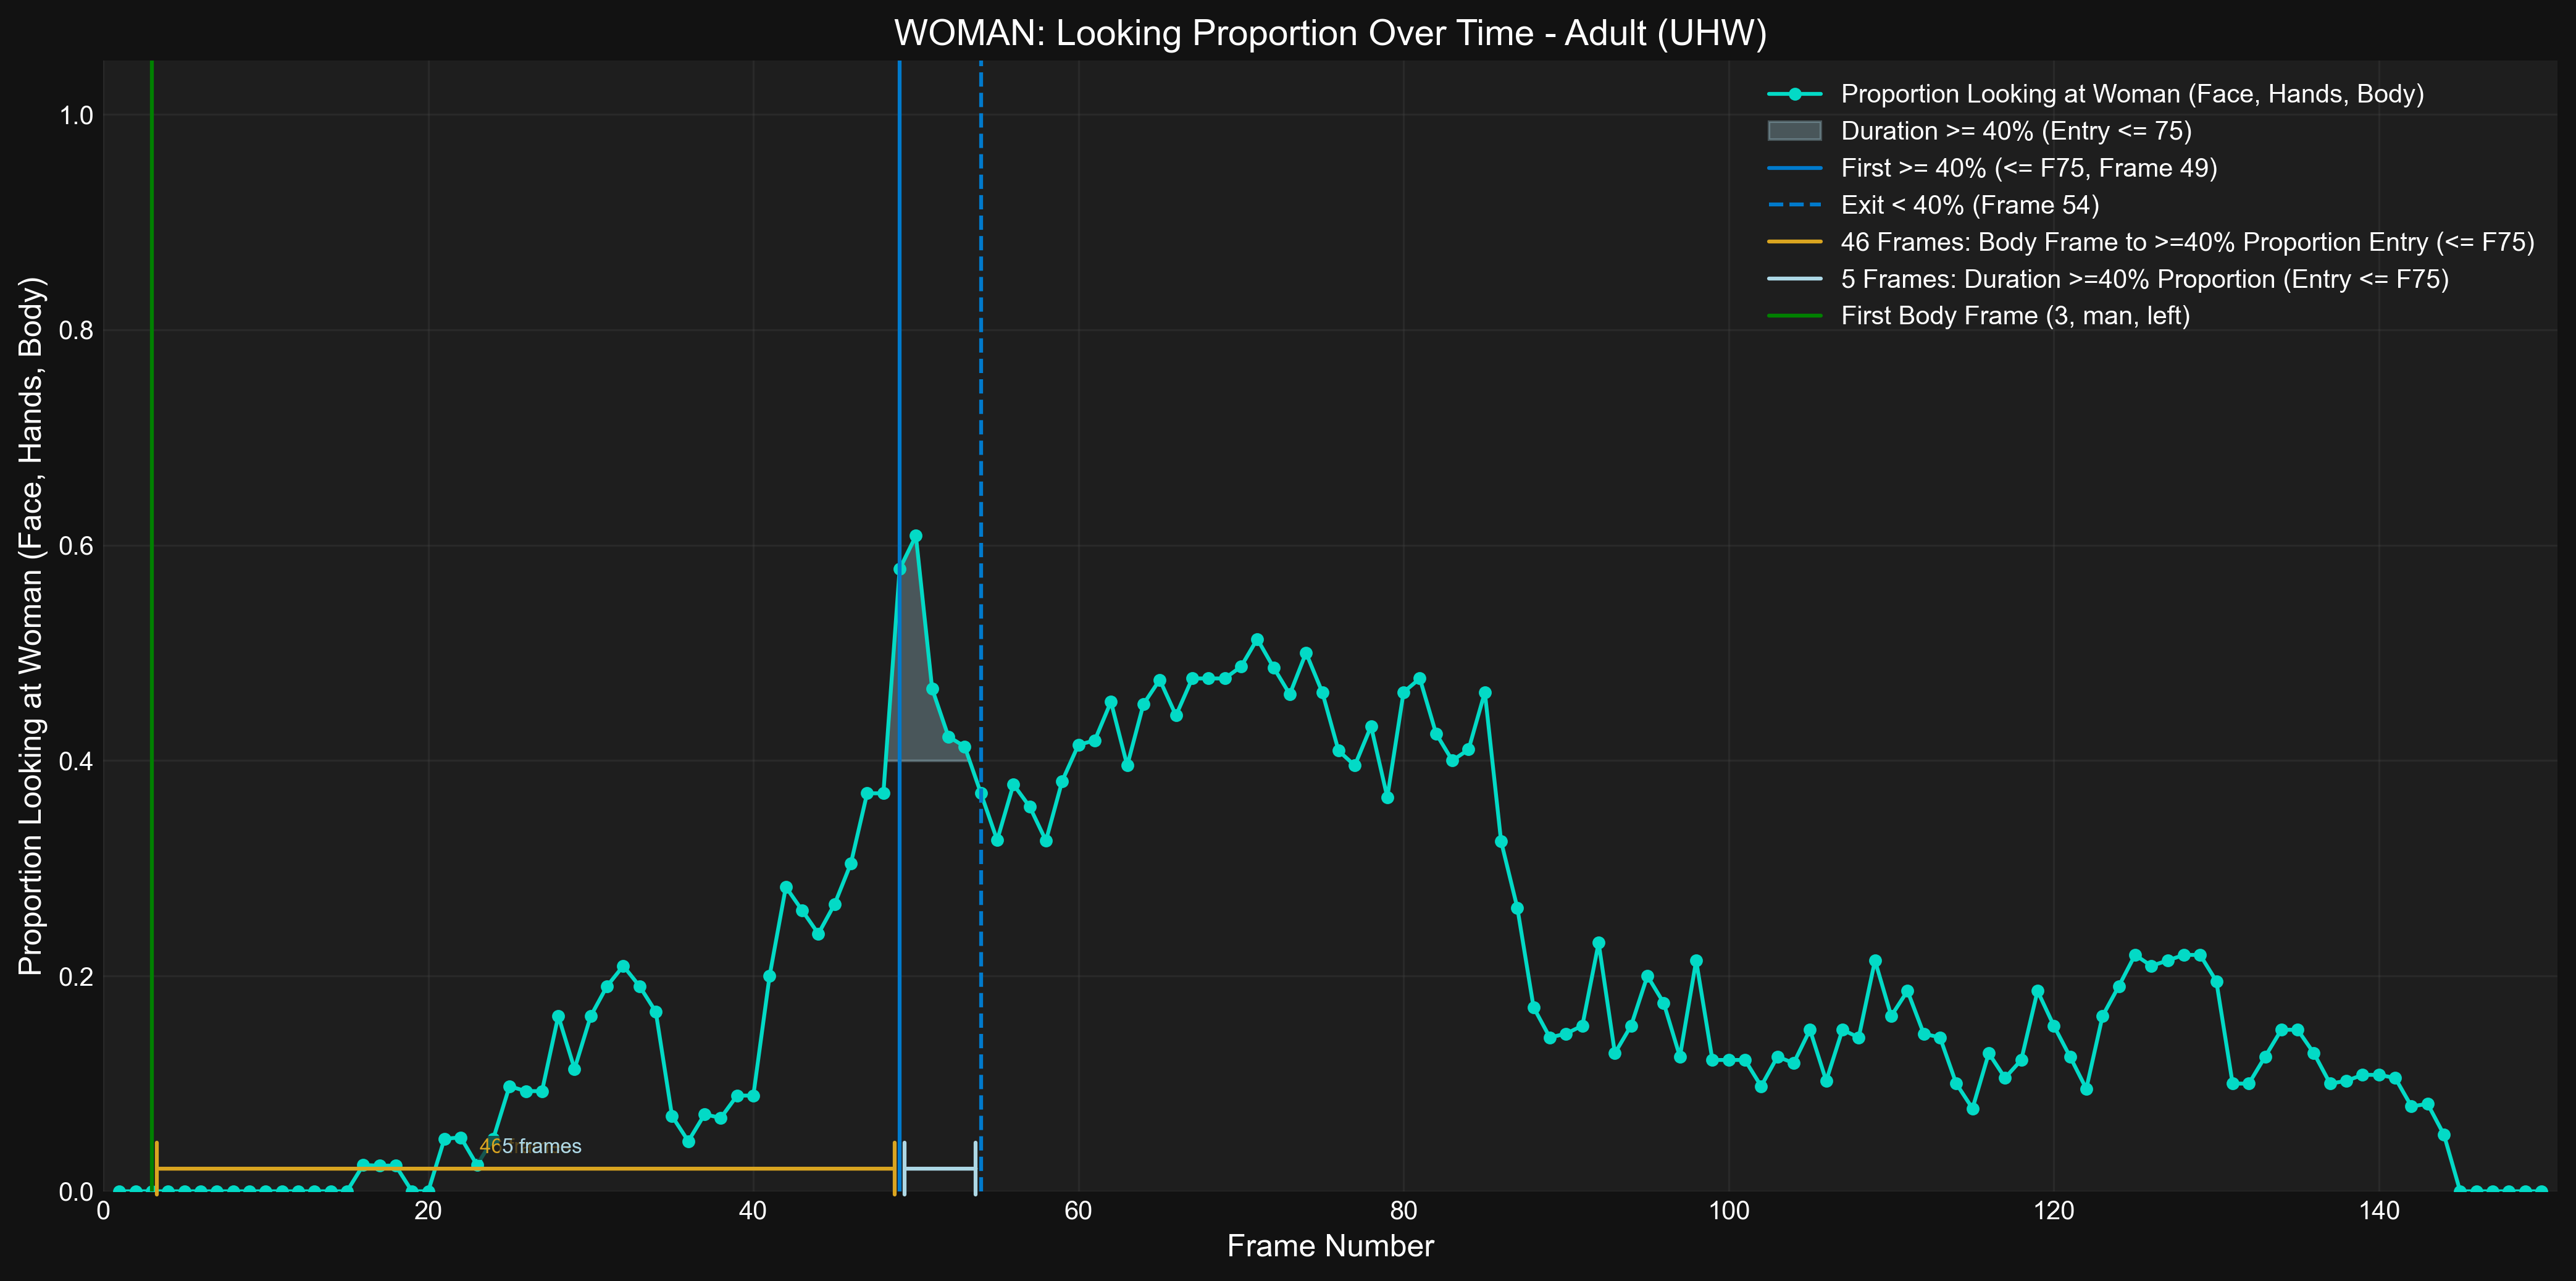 WOMAN: Looking Proportion Over Time - Adult (UHW)
Proportion Looking at Woman (Face, Hands, Body)
Duration >= 40% (Entry <= 75)
First >= 40% (<= F75, Frame 49)
Exit < 40% (Frame 54)
46 Frames: Body Frame to >=40% Proportion Entry (<= F75)
5 Frames: Duration >=40% Proportion (Entry <= F75)
First Body Frame (3, man, left)
Proportion Looking at Woman (Face, Hands, Body)
1.0
0.8
0.6
0.4
0.2
0.0
46
5 frames
0
20
40
60
80
100
120
140
Frame Number